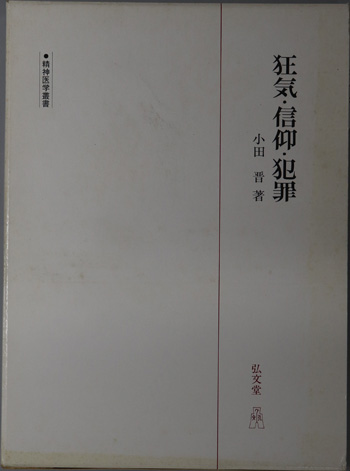 狂気・信仰・犯罪
小田 晋 著
弘文堂
●精神医学叢書